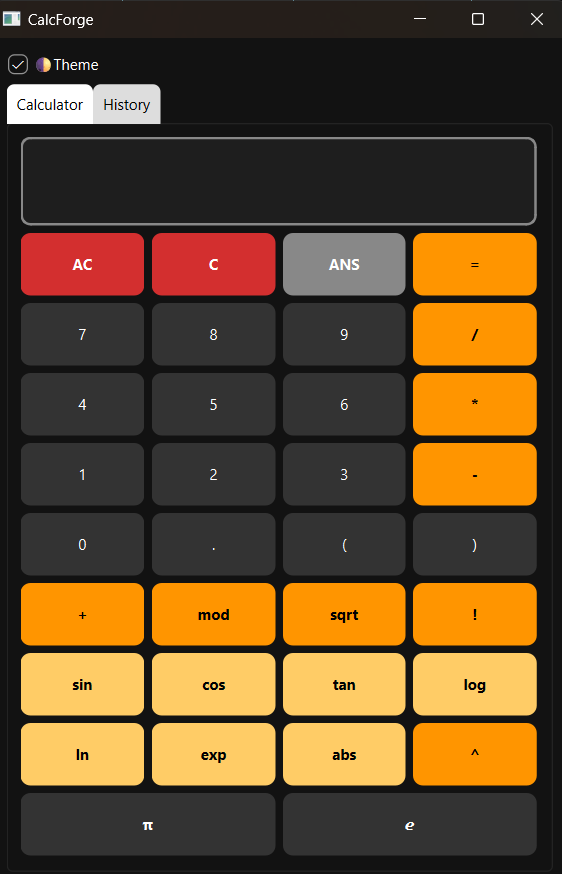 CalcForge
Theme
Calculator History
AC C ANS =
7 8 9 /
4 5 6 *
1 2 3 -
0 . ( )
+ mod sqrt !
sin cos tan log
ln exp abs ^
π e